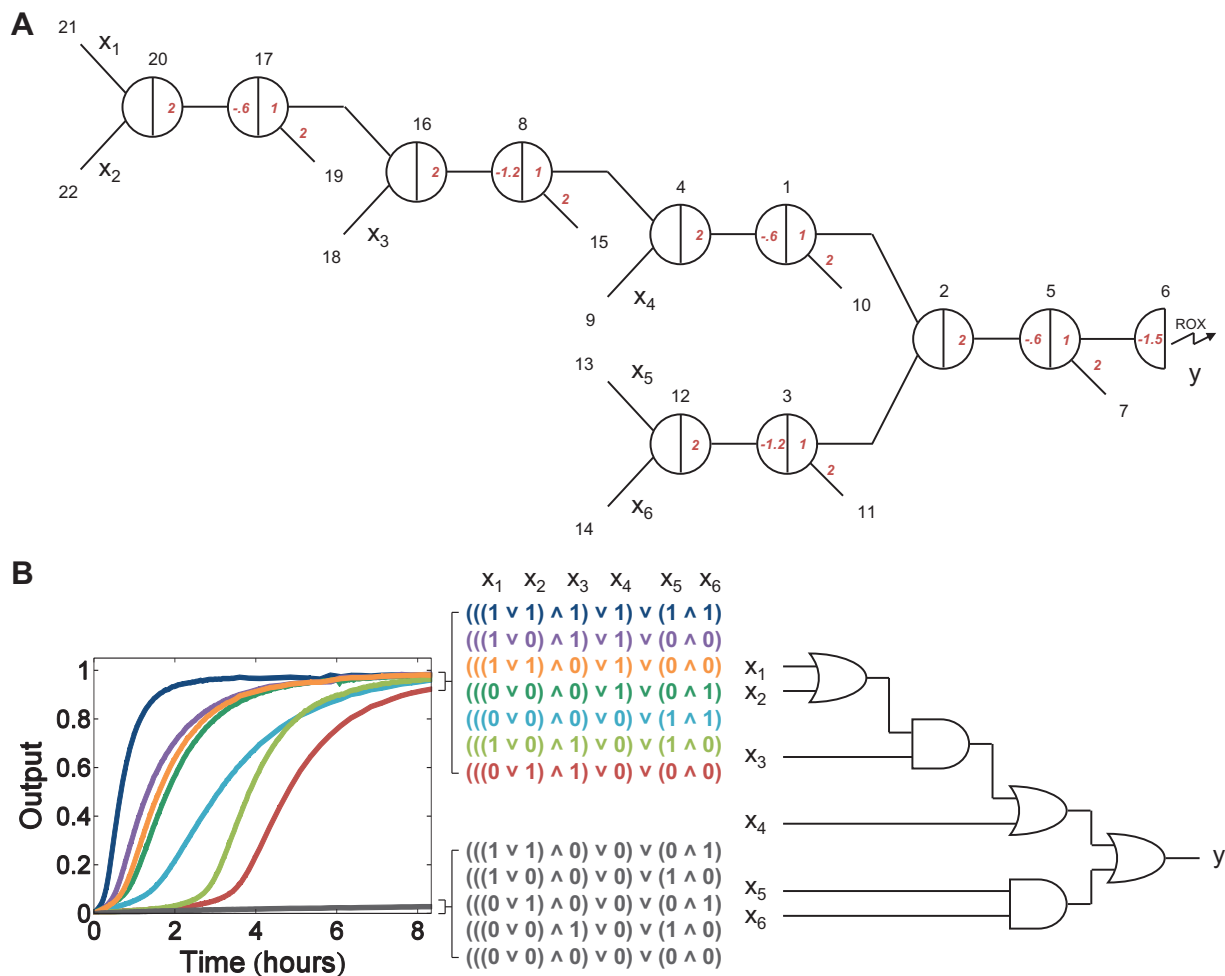 A
21
x1
20
17
2
-.6
1
2
22
x2
19
16
8
2
-1.2
1
2
18
x3
15
4
1
2
-.6
1
2
9
x4
10
2
5
6
2
-.6
1
2
-1.5
ROX
y
7
13
x5
12
3
2
-1.2
1
2
14
x6
11
B
x1 x2 x3 x4 x5 x6
(((1 ∨ 1) ∧ 1) ∨ 1) ∨ (1 ∧ 1)
(((1 ∨ 0) ∧ 1) ∨ 1) ∨ (0 ∧ 0)
(((1 ∨ 1) ∧ 0) ∨ 1) ∨ (0 ∧ 0)
(((0 ∨ 0) ∧ 0) ∨ 1) ∨ (0 ∧ 1)
(((0 ∨ 0) ∧ 0) ∨ 0) ∨ (1 ∧ 1)
(((1 ∨ 0) ∧ 1) ∨ 0) ∨ (1 ∧ 0)
(((0 ∨ 1) ∧ 1) ∨ 0) ∨ (0 ∧ 0)
(((1 ∨ 1) ∧ 0) ∨ 0) ∨ (0 ∧ 1)
(((1 ∨ 0) ∧ 0) ∨ 0) ∨ (1 ∧ 0)
(((0 ∨ 1) ∧ 0) ∨ 0) ∨ (0 ∧ 1)
(((0 ∨ 0) ∧ 1) ∨ 0) ∨ (1 ∧ 0)
(((0 ∨ 0) ∧ 0) ∨ 0) ∨ (0 ∧ 0)
Output
1
0.8
0.6
0.4
0.2
0
0 2 4 6 8
Time (hours)
x1
x2
x3
x4
x5
x6
y